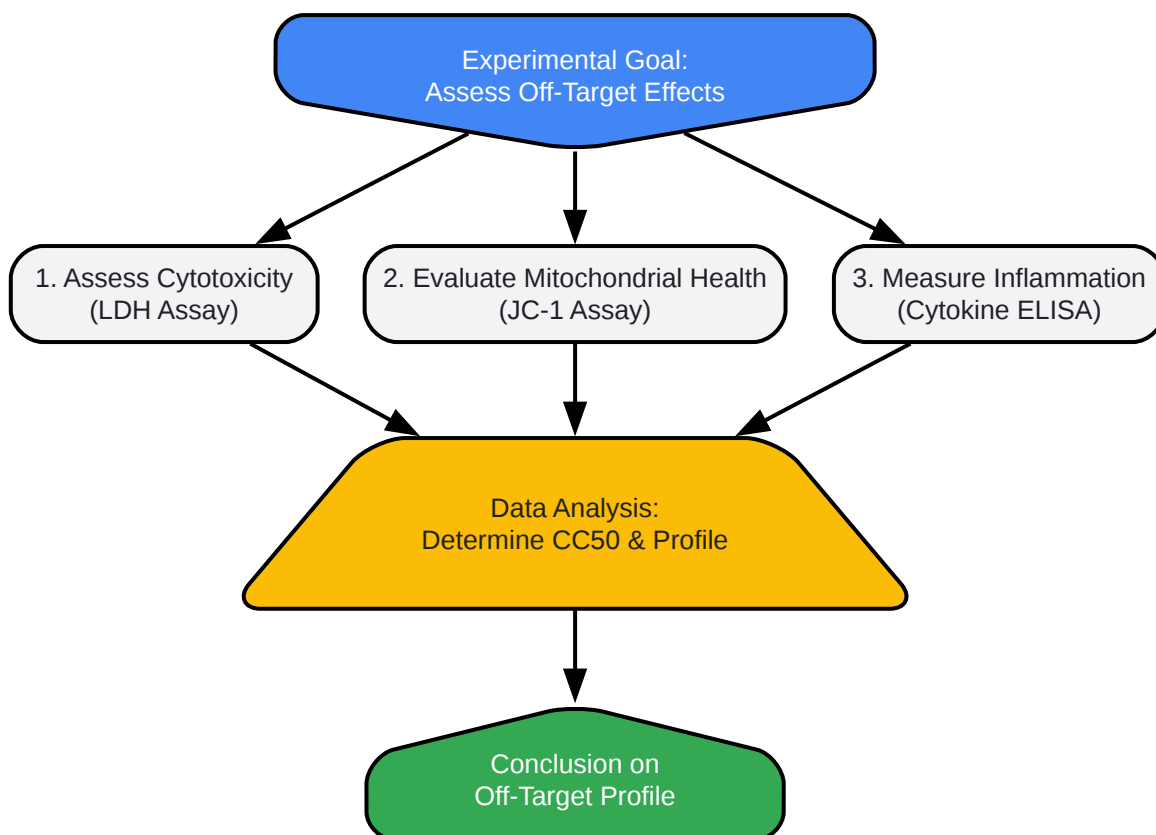 Experimental Goal:
Assess Off-Target Effects
1. Assess Cytotoxicity
(LDH Assay)
2. Evaluate Mitochondrial Health
(JC-1 Assay)
3. Measure Inflammation
(Cytokine ELISA)
Data Analysis:
Determine CC50 & Profile
Conclusion on
Off-Target Profile